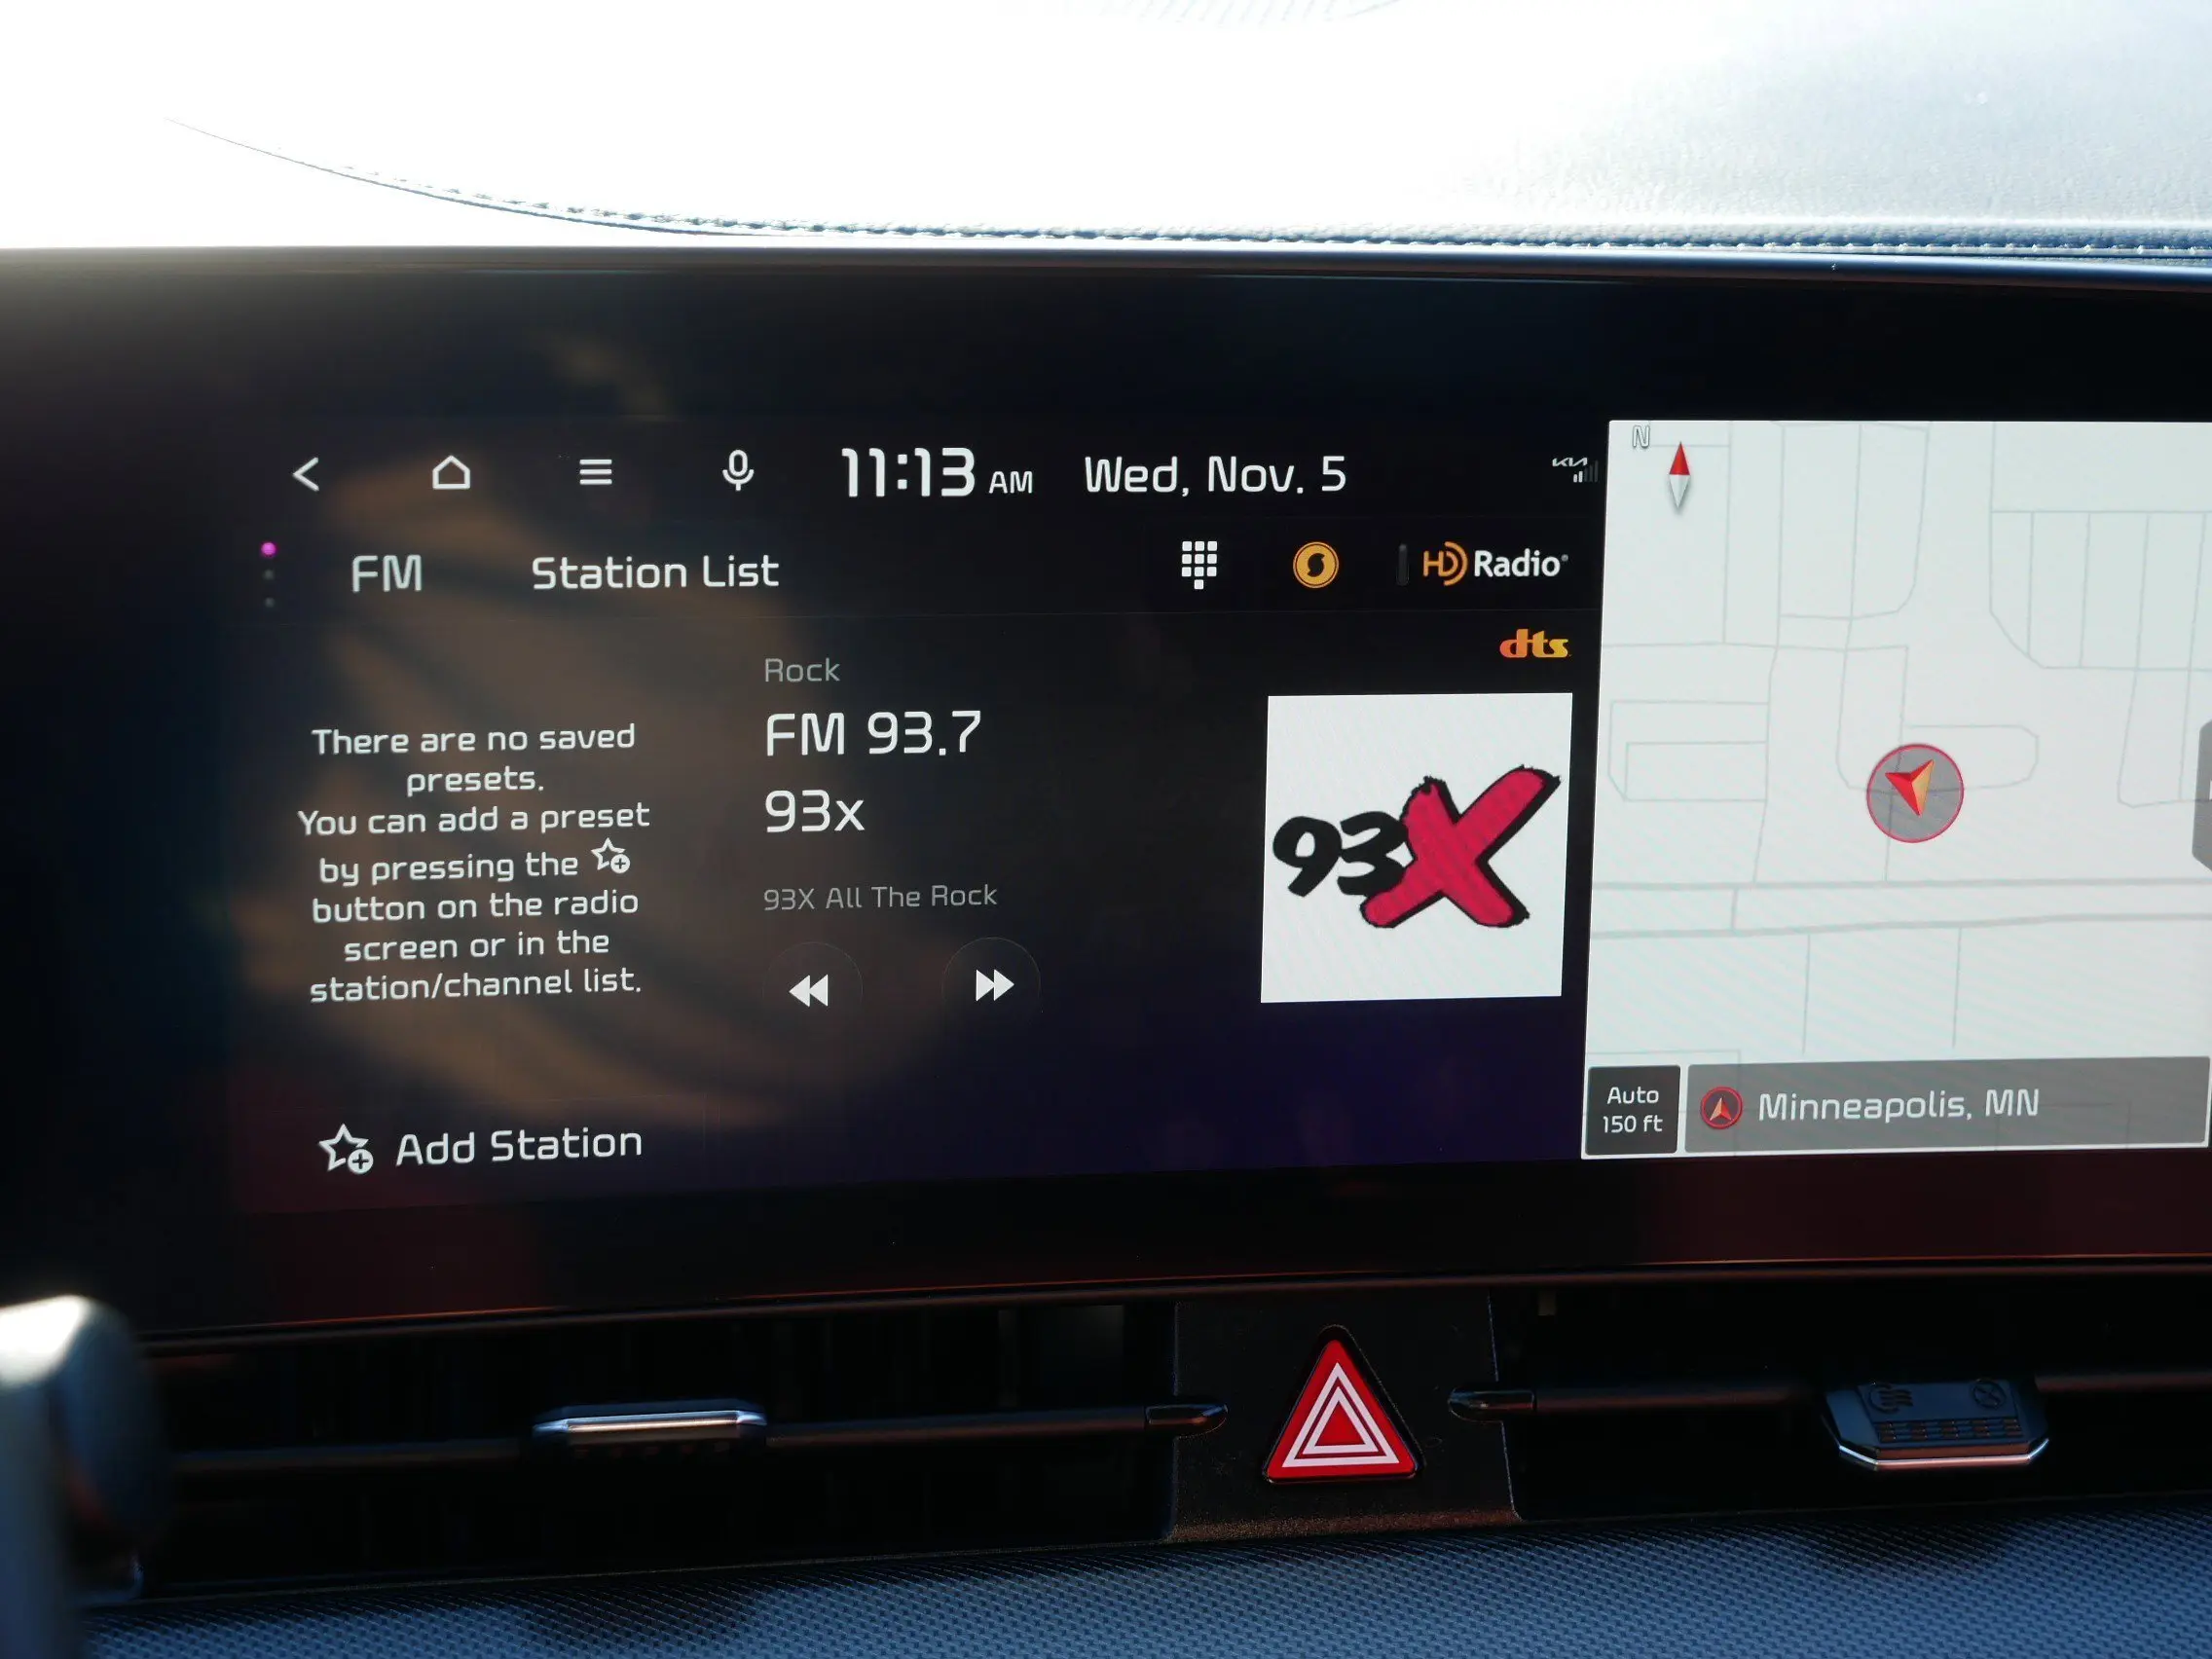 11:13 AM
Wed, Nov. 5
KIA
FM
Station List
HD Radio®
dts
Rock
FM 93.7
93x
93X All The Rock
There are no saved
presets.
You can add a preset
by pressing the
button on the radio
screen or in the
station/channel list.
Add Station
93X
N
Auto
150 ft
Minneapolis, MN